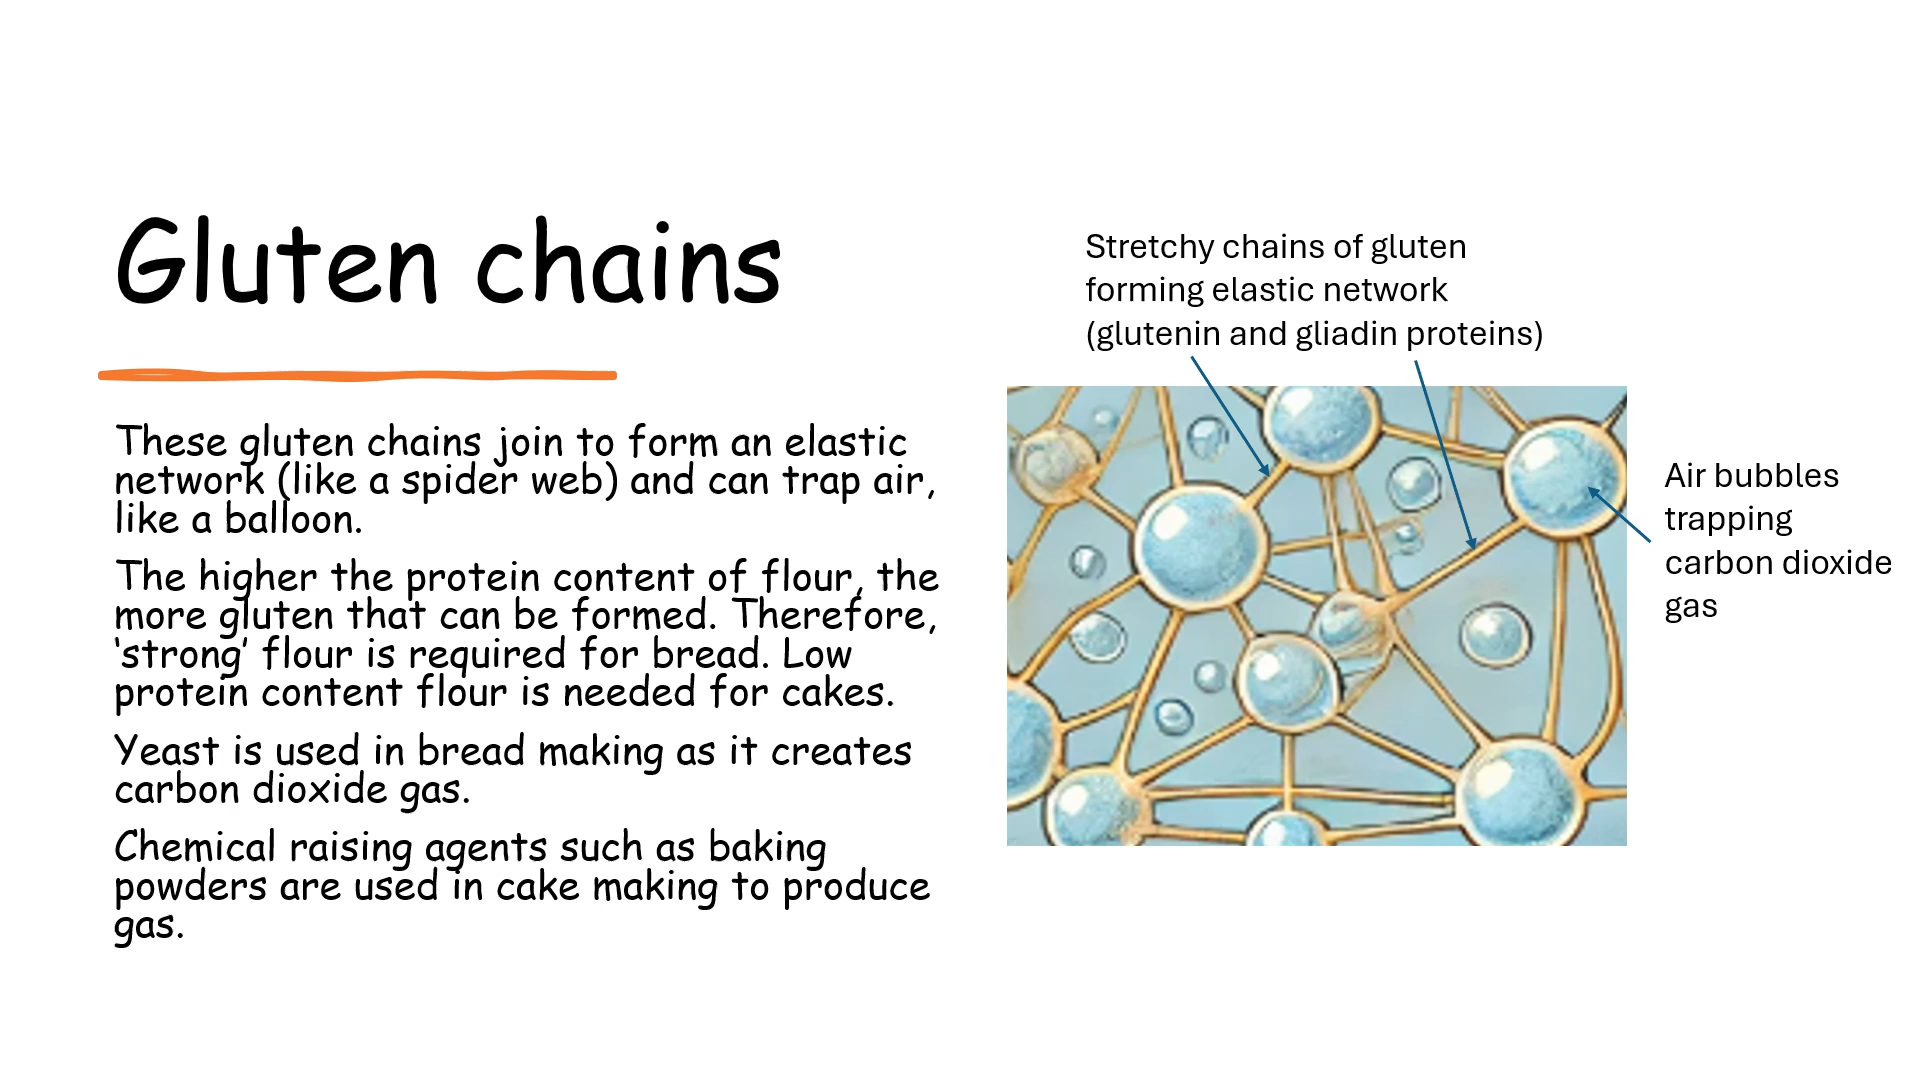 Gluten chains
These gluten chains join to form an elastic
network (like a spider web) and can trap air,
like a balloon.
The higher the protein content of flour, the
more gluten that can be formed. Therefore,
‘strong’ flour is required for bread. Low
protein content flour is needed for cakes.
Yeast is used in bread making as it creates
carbon dioxide gas.
Chemical raising agents such as baking
powders are used in cake making to produce
gas.
Stretchy chains of gluten
forming elastic network
(glutenin and gliadin proteins)
Air bubbles
trapping
carbon dioxide
gas